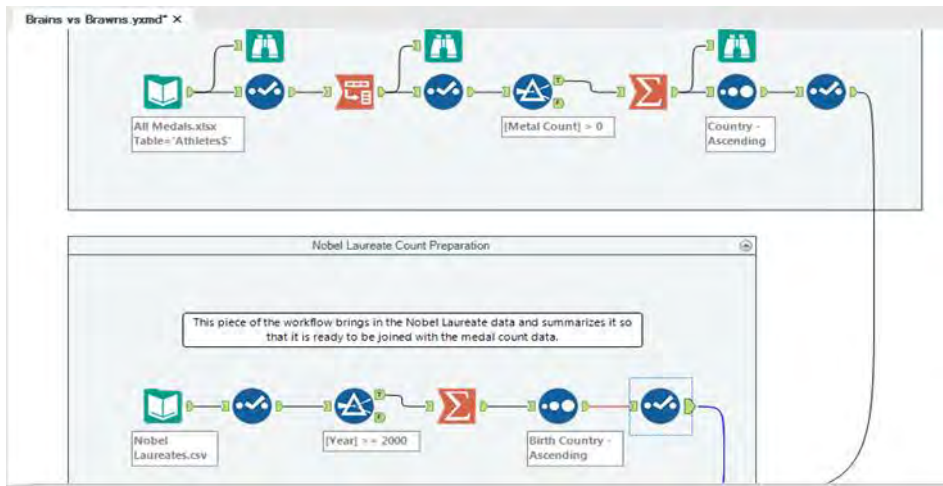 Brains vs Brawns.yxmd* ×
T
F
All Medals.xlsx
Table='Athletes$'
[Metal Count] > 0
Country -
Ascending
Nobel Laureate Count Preparation
This piece of the workflow brings in the Nobel Laureate data and summarizes it so
that it is ready to be joined with the medal count data.
T
F
Nobel
Laureates.csv
[Year] >= 2000
Birth Country -
Ascending